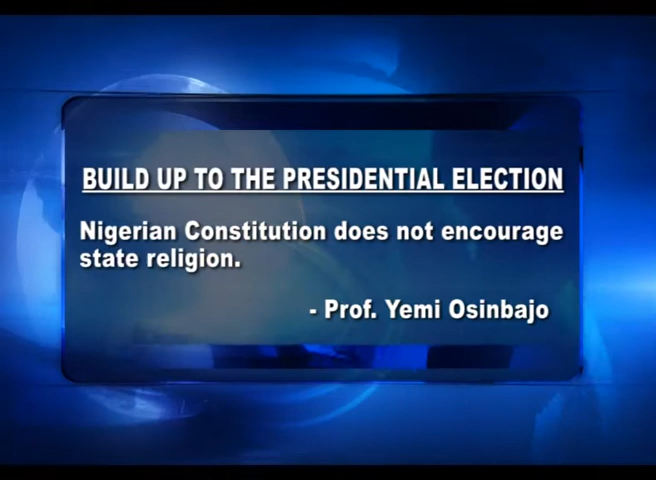 BUILD UP TO THE PRESIDENTIAL ELECTION
Nigerian Constitution does not encourage
state religion.
- Prof. Yemi Osinbajo